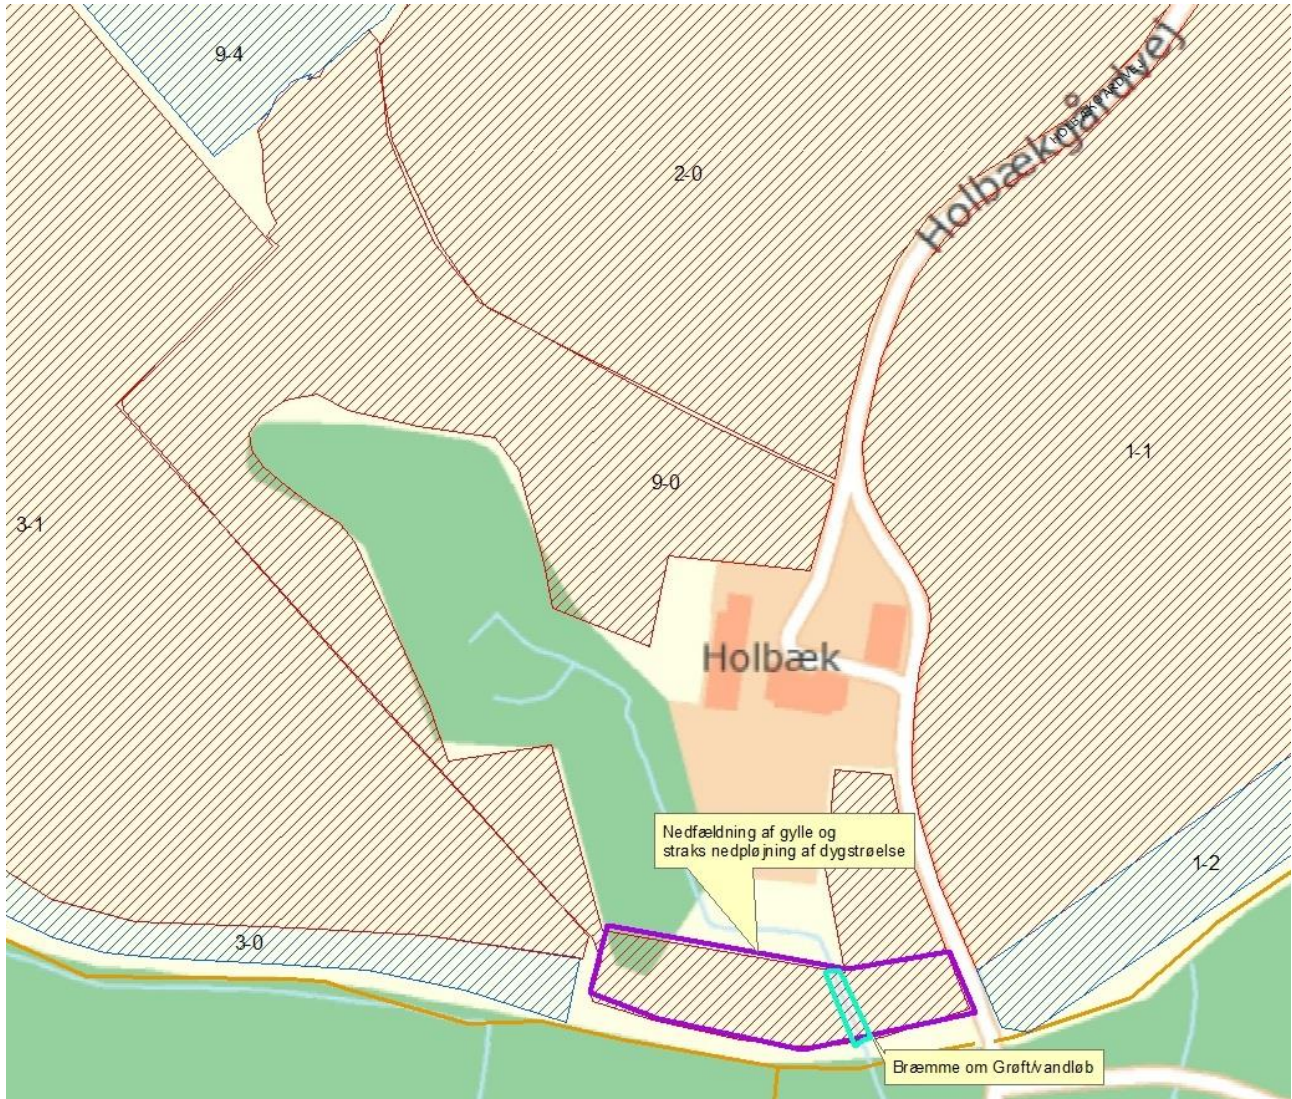 9-4
2-0
HOLBÆKGÅRDVEJ
Holbækgårdvej
1-1
9-0
3-1
Holbæk
Nedfældning af gylle og
straks nedpløjning af dygstrøelse
1-2
3-0
Bræmme om Grøft/vandløb